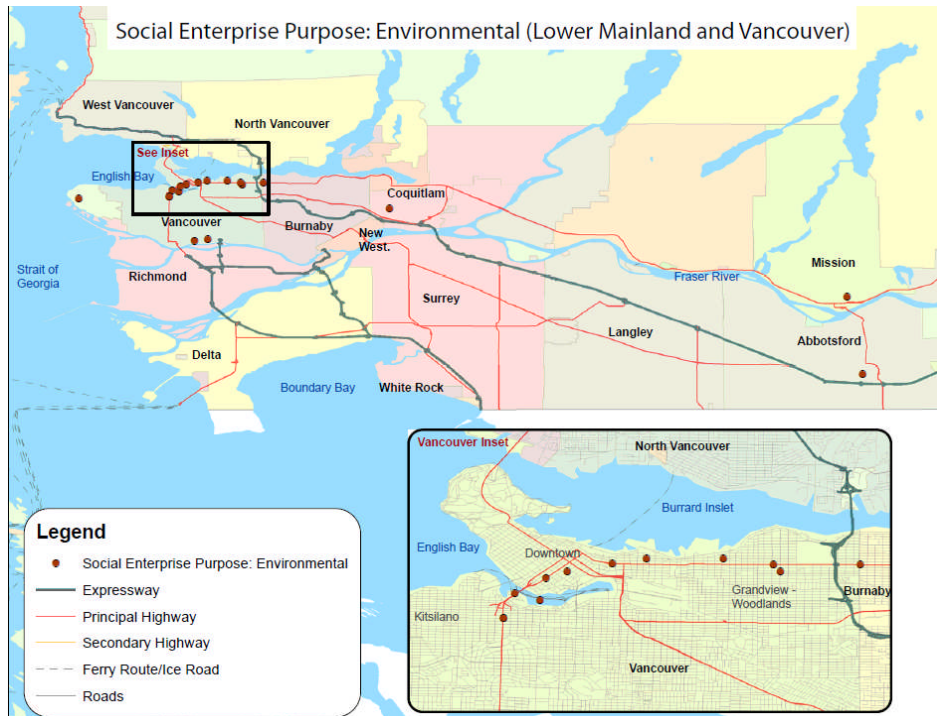 Social Enterprise Purpose: Environmental (Lower Mainland and Vancouver)
West Vancouver
North Vancouver
See Inset
English Bay
Coquitlam
Vancouver
Burnaby
New
West.
Strait of
Georgia
Richmond
Mission
Fraser River
Surrey
Langley
Abbotsford
Delta
Boundary Bay
White Rock
Vancouver Inset
North Vancouver
Burrard Inslet
English Bay
Downtown
Grandview -
Woodlands
Burnaby
Kitsilano
Vancouver
Legend
Social Enterprise Purpose: Environmental
Expressway
Principal Highway
Secondary Highway
Ferry Route/Ice Road
Roads